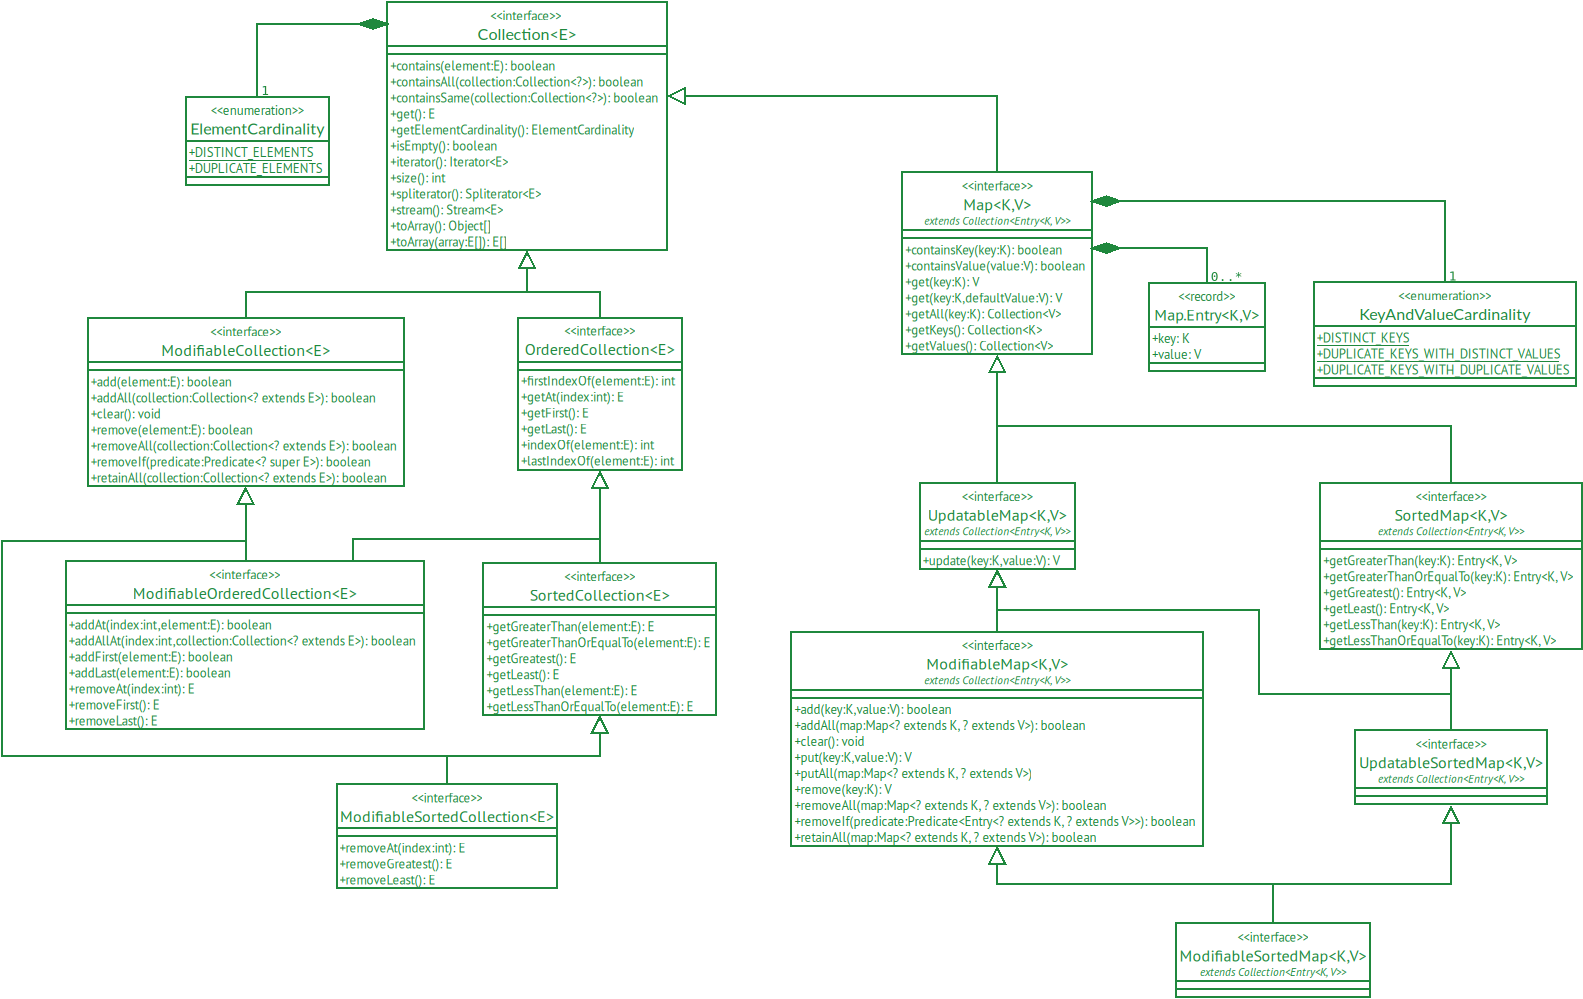 <<interface>>
Collection<E>
+contains(element:E): boolean
+containsAll(collection:Collection<?>): boolean
+containsSame(collection:Collection<?>): boolean
+get(): E
+getElementCardinality(): ElementCardinality
+isEmpty(): boolean
+iterator(): Iterator<E>
+size(): int
+spliterator(): Spliterator<E>
+stream(): Stream<E>
+toArray(): Object[]
+toArray(array:E[]): E[]
1
<<enumeration>>
ElementCardinality
+DISTINCT_ELEMENTS
+DUPLICATE_ELEMENTS
<<interface>>
Map<K,V>
extends Collection<Entry<K, V>>
+containsKey(key:K): boolean
+containsValue(value:V): boolean
+get(key:K): V
+get(key:K,defaultValue:V): V
+getAll(key:K): Collection<V>
+getKeys(): Collection<K>
+getValues(): Collection<V>
0..*
<<record>>
Map.Entry<K,V>
+key: K
+value: V
1
<<enumeration>>
KeyAndValueCardinality
+DISTINCT_KEYS
+DUPLICATE_KEYS_WITH_DISTINCT_VALUES
+DUPLICATE_KEYS_WITH_DUPLICATE_VALUES
<<interface>>
ModifiableCollection<E>
+add(element:E): boolean
+addAll(collection:Collection<? extends E>): boolean
+clear(): void
+remove(element:E): boolean
+removeAll(collection:Collection<? extends E>): boolean
+removeIf(predicate:Predicate<? super E>): boolean
+retainAll(collection:Collection<? extends E>): boolean
<<interface>>
OrderedCollection<E>
+firstIndexOf(element:E): int
+getAt(index:int): E
+getFirst(): E
+getLast(): E
+indexOf(element:E): int
+lastIndexOf(element:E): int
<<interface>>
UpdatableMap<K,V>
extends Collection<Entry<K, V>>
+update(key:K,value:V): V
<<interface>>
SortedMap<K,V>
extends Collection<Entry<K, V>>
+getGreaterThan(key:K): Entry<K, V>
+getGreaterThanOrEqualTo(key:K): Entry<K, V>
+getGreatest(): Entry<K, V>
+getLeast(): Entry<K, V>
+getLessThan(key:K): Entry<K, V>
+getLessThanOrEqualTo(key:K): Entry<K, V>
<<interface>>
ModifiableOrderedCollection<E>
+addAt(index:int,element:E): boolean
+addAllAt(index:int,collection:Collection<? extends E>): boolean
+addFirst(element:E): boolean
+addLast(element:E): boolean
+removeAt(index:int): E
+removeFirst(): E
+removeLast(): E
<<interface>>
SortedCollection<E>
+getGreaterThan(element:E): E
+getGreaterThanOrEqualTo(element:E): E
+getGreatest(): E
+getLeast(): E
+getLessThan(element:E): E
+getLessThanOrEqualTo(element:E): E
<<interface>>
ModifiableMap<K,V>
extends Collection<Entry<K, V>>
+add(key:K,value:V): boolean
+addAll(map:Map<? extends K, ? extends V>): boolean
+clear(): void
+put(key:K,value:V): V
+putAll(map:Map<? extends K, ? extends V>)
+remove(key:K): V
+removeAll(map:Map<? extends K, ? extends V>): boolean
+removeIf(predicate:Predicate<Entry<? extends K, ? extends V>>): boolean
+retainAll(map:Map<? extends K, ? extends V>): boolean
<<interface>>
UpdatableSortedMap<K,V>
extends Collection<Entry<K, V>>
<<interface>>
ModifiableSortedCollection<E>
+removeAt(index:int): E
+removeGreatest(): E
+removeLeast(): E
<<interface>>
ModifiableSortedMap<K,V>
extends Collection<Entry<K, V>>